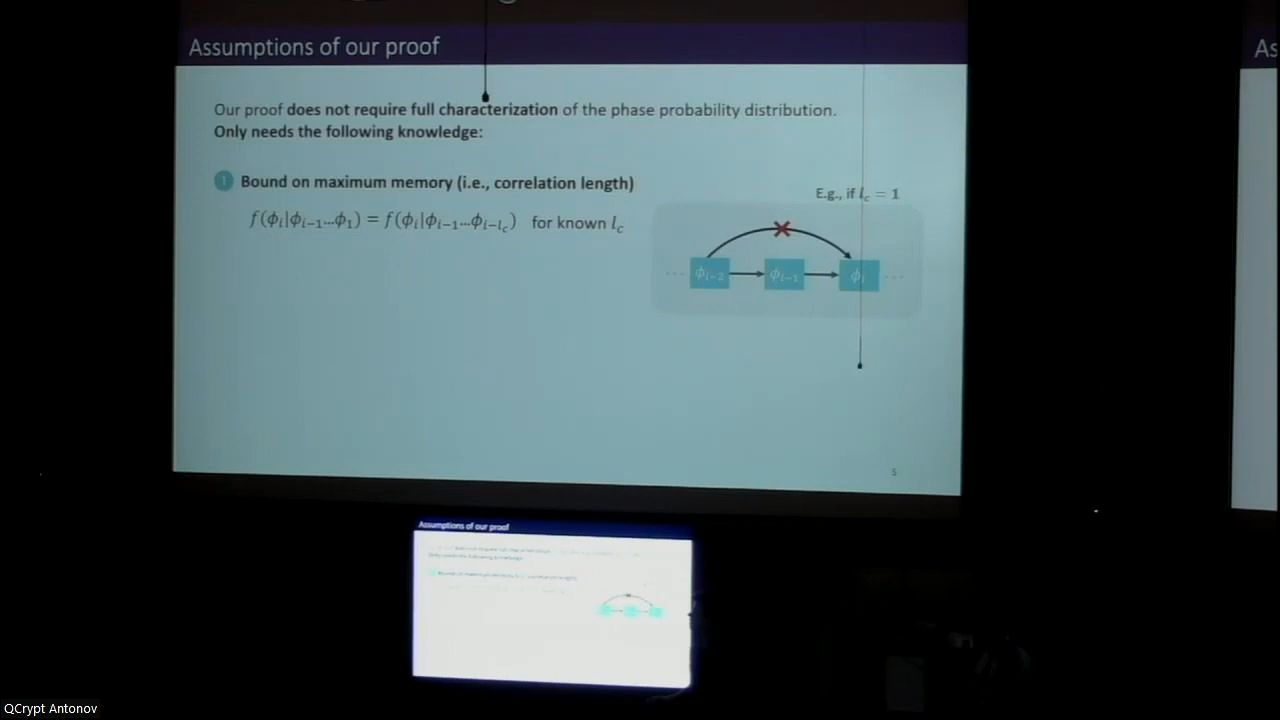 Assumptions of our proof
As
Our proof does not require full characterization of the phase probability distribution.
Only needs the following knowledge:
1 Bound on maximum memory (i.e., correlation length)
E.g., if l_c = 1
f(ϕ_i|ϕ_{i−1}...ϕ_1) = f(ϕ_i|ϕ_{i−1}...ϕ_{i−l_c}) for known l_c
... ϕ_{i−2} ϕ_{i−1} ϕ_i ...
5
Assumptions of our proof
QCrypt Antonov